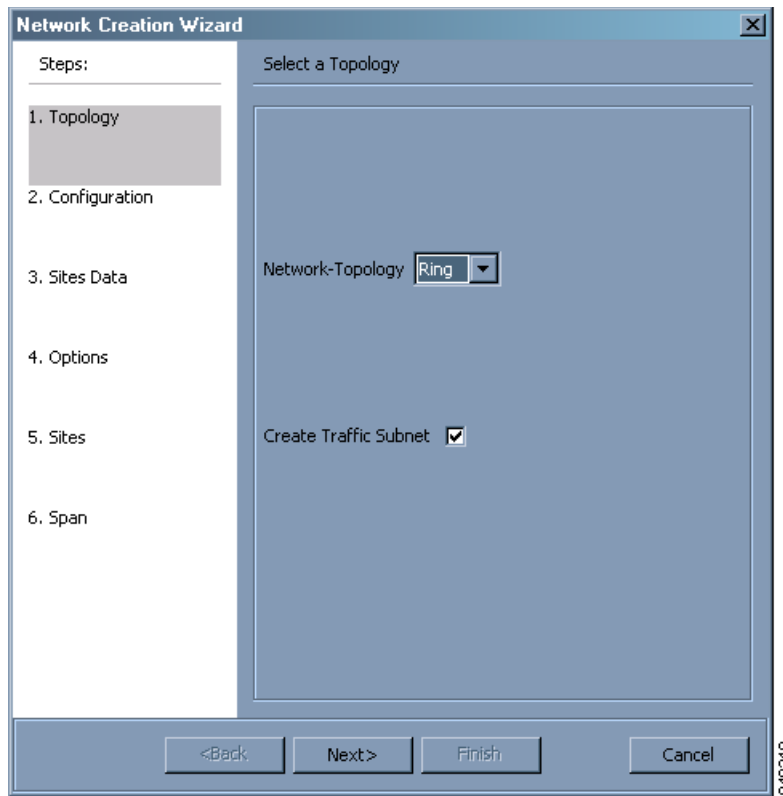 Network Creation Wizard
Steps:
Select a Topology
1. Topology
2. Configuration
3. Sites Data
4. Options
5. Sites
6. Span
Network-Topology Ring
Create Traffic Subnet
<Back Next> Finish Cancel